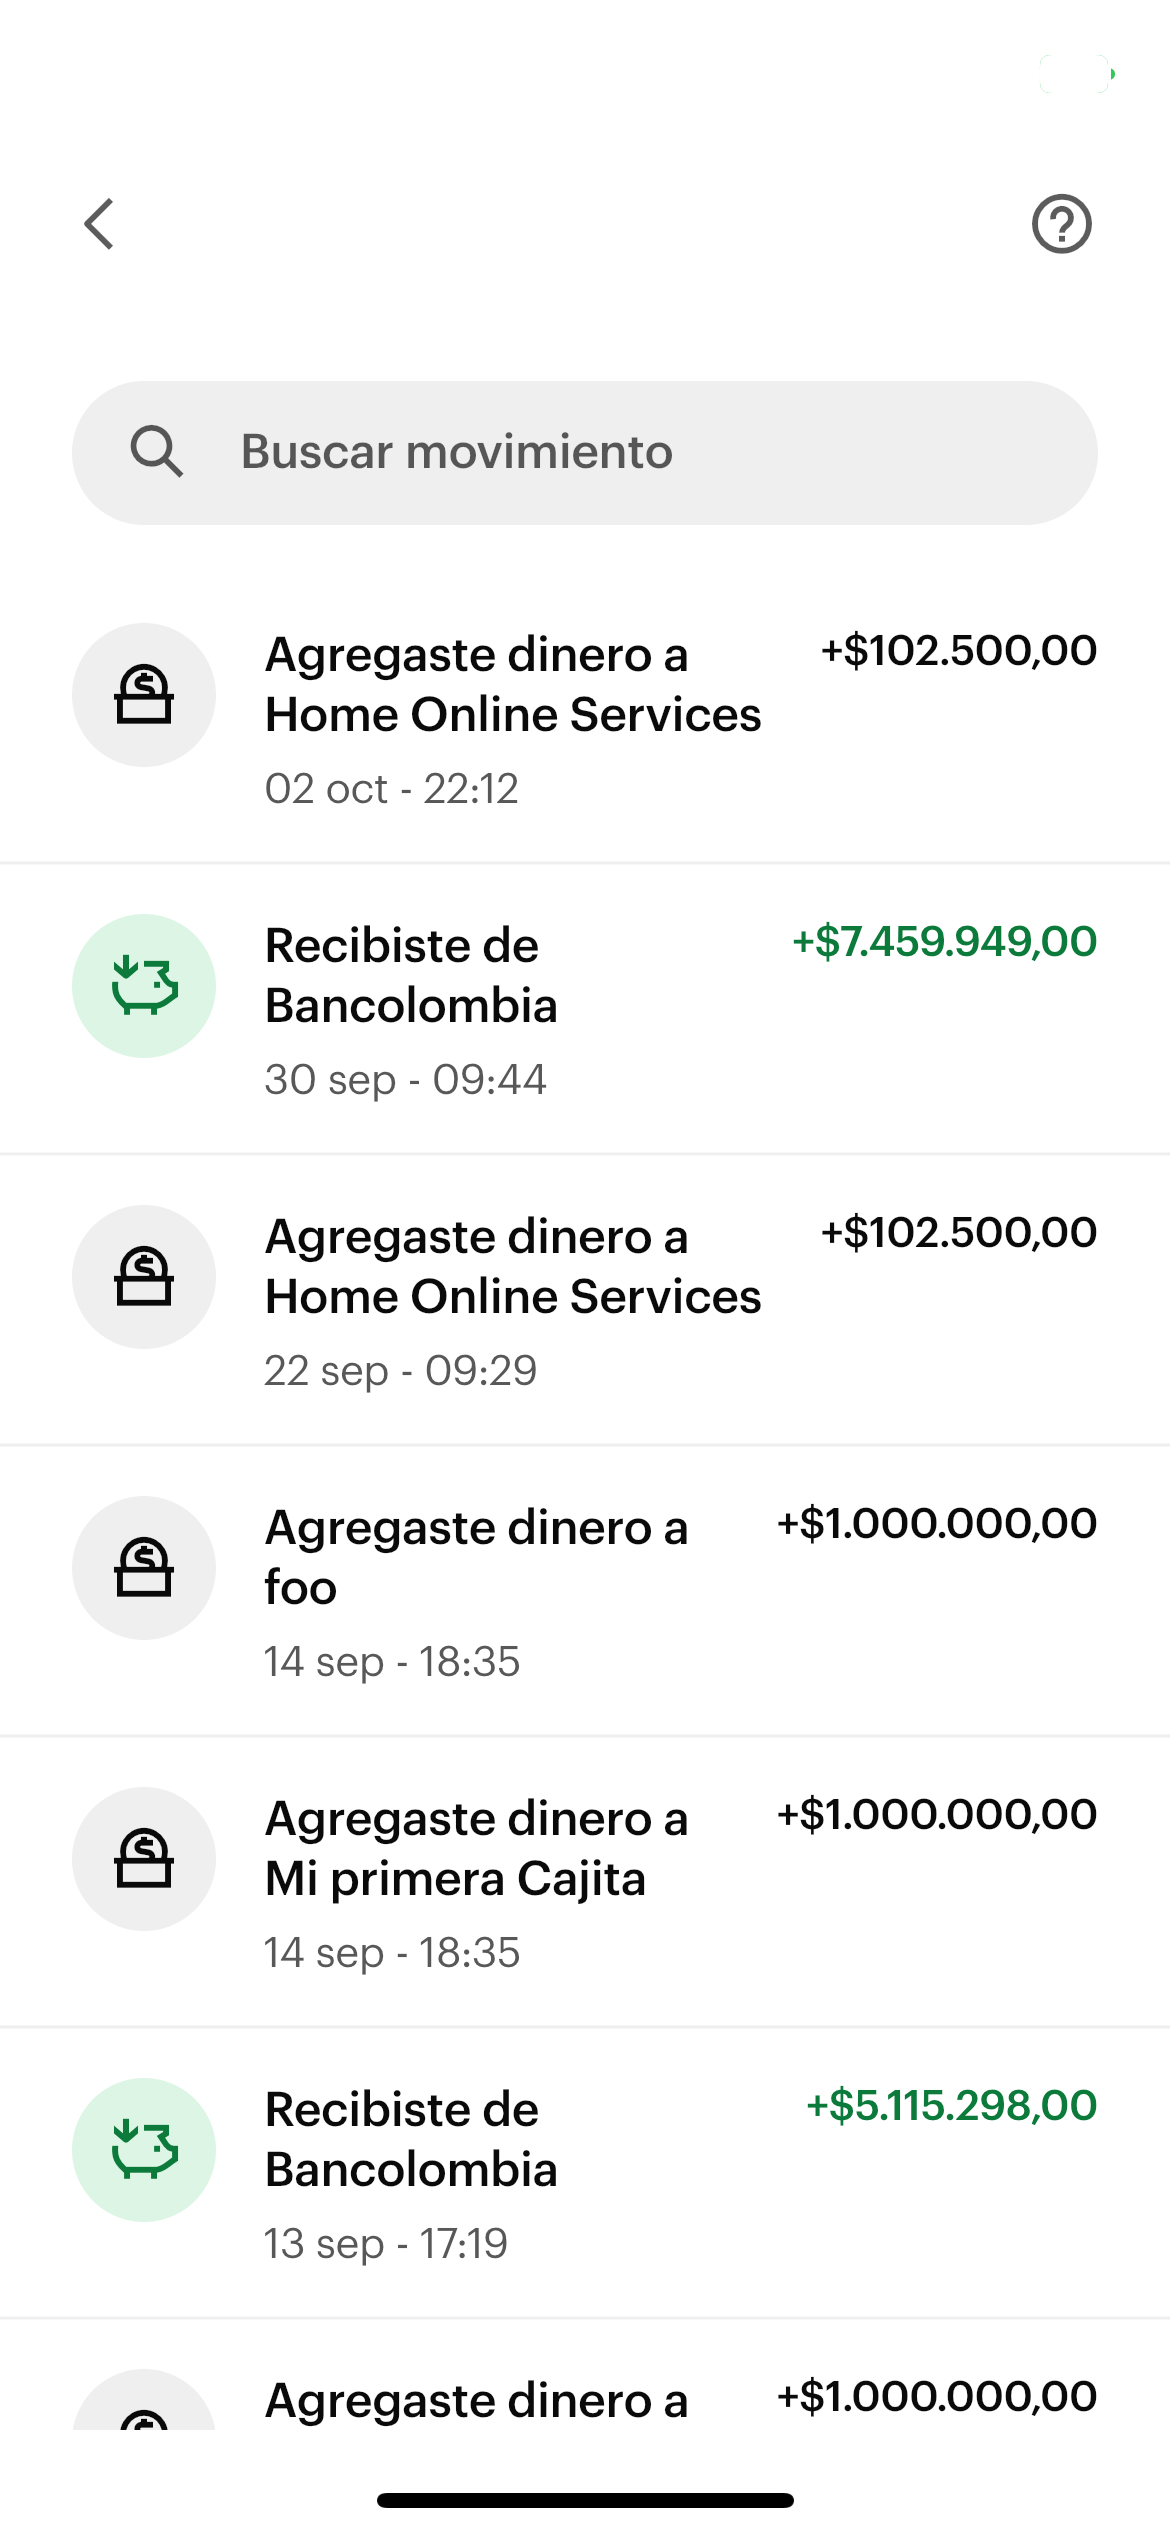 Buscar movimiento
Agregaste dinero a
+$102.500,00
Home Online Services
02 oct - 22:12
Recibiste de
+$7.459.949,00
Bancolombia
30 sep - 09:44
Agregaste dinero a
+$102.500,00
Home Online Services
22 sep - 09:29
Agregaste dinero a
+$1.000.000,00
foo
14 sep - 18:35
Agregaste dinero a
+$1.000.000,00
Mi primera Cajita
14 sep - 18:35
Recibiste de
+$5.115.298,00
Bancolombia
13 sep - 17:19
Agregaste dinero a
+$1.000.000,00